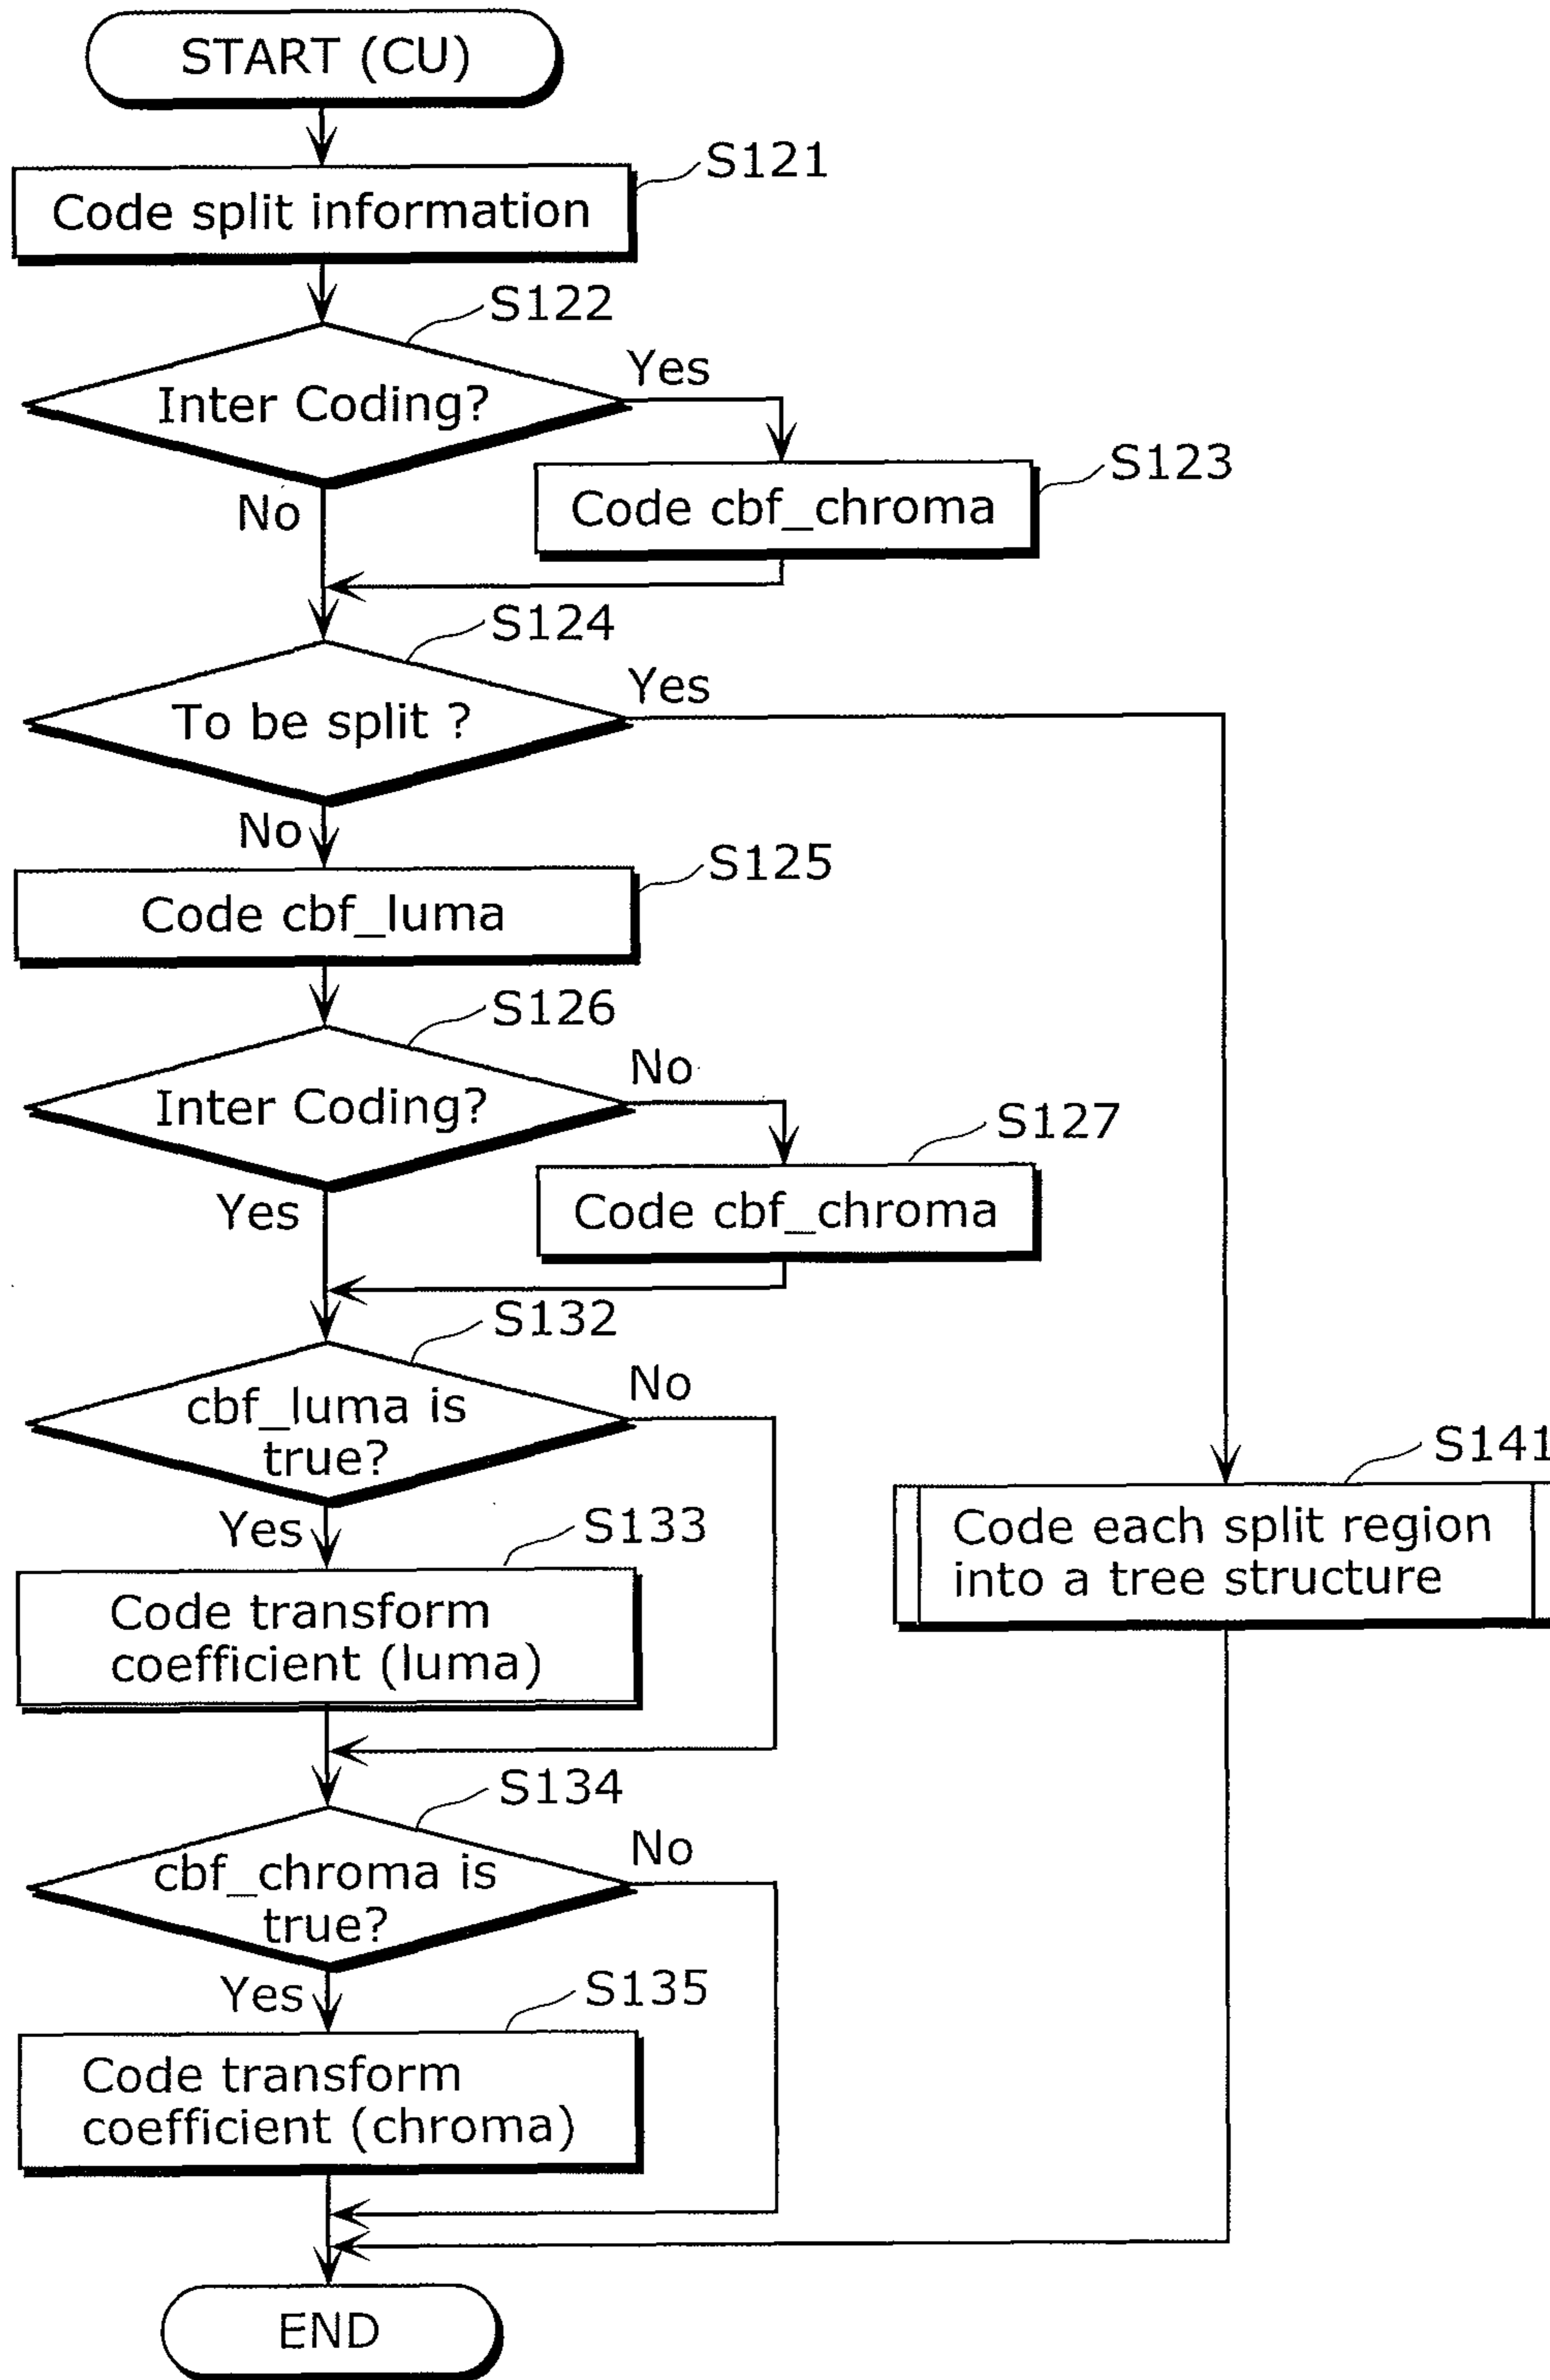 START (CU)
S121
Code split information
S122
Inter Coding?
Yes
No
S123
Code cbf_chroma
S124
To be split ?
Yes
No
S125
Code cbf_luma
S126
Inter Coding?
No
Yes
S127
Code cbf_chroma
S132
cbf_luma is
true?
No
Yes
S133
Code transform
coefficient (luma)
S141
Code each split region
into a tree structure
S134
cbf_chroma is
true?
No
Yes
S135
Code transform
coefficient (chroma)
END